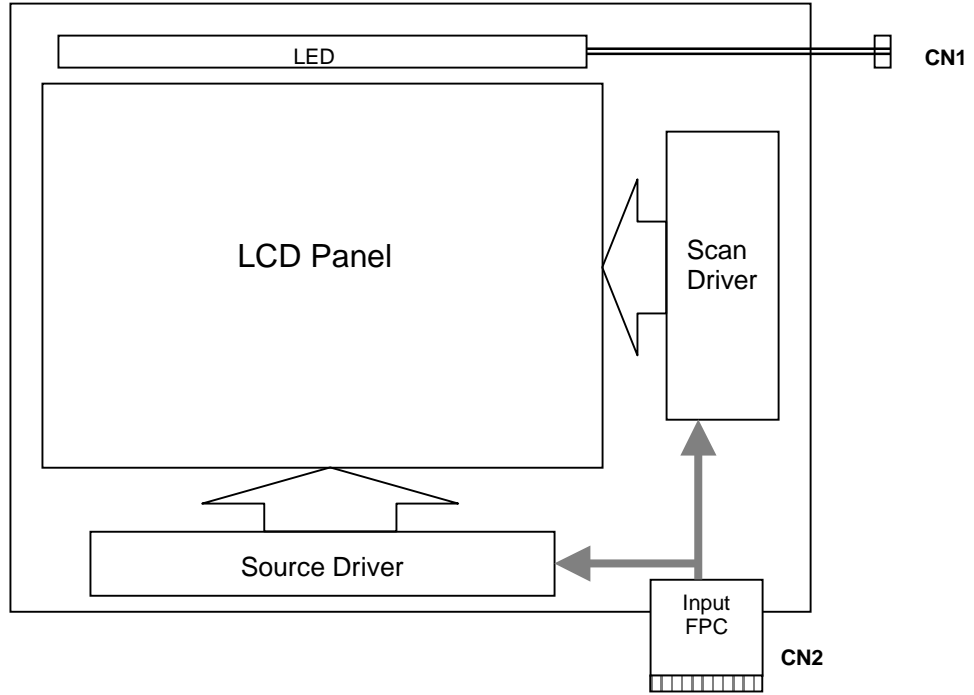 LED
CN1
LCD Panel
Scan
Driver
Source Driver
Input
FPC
CN2